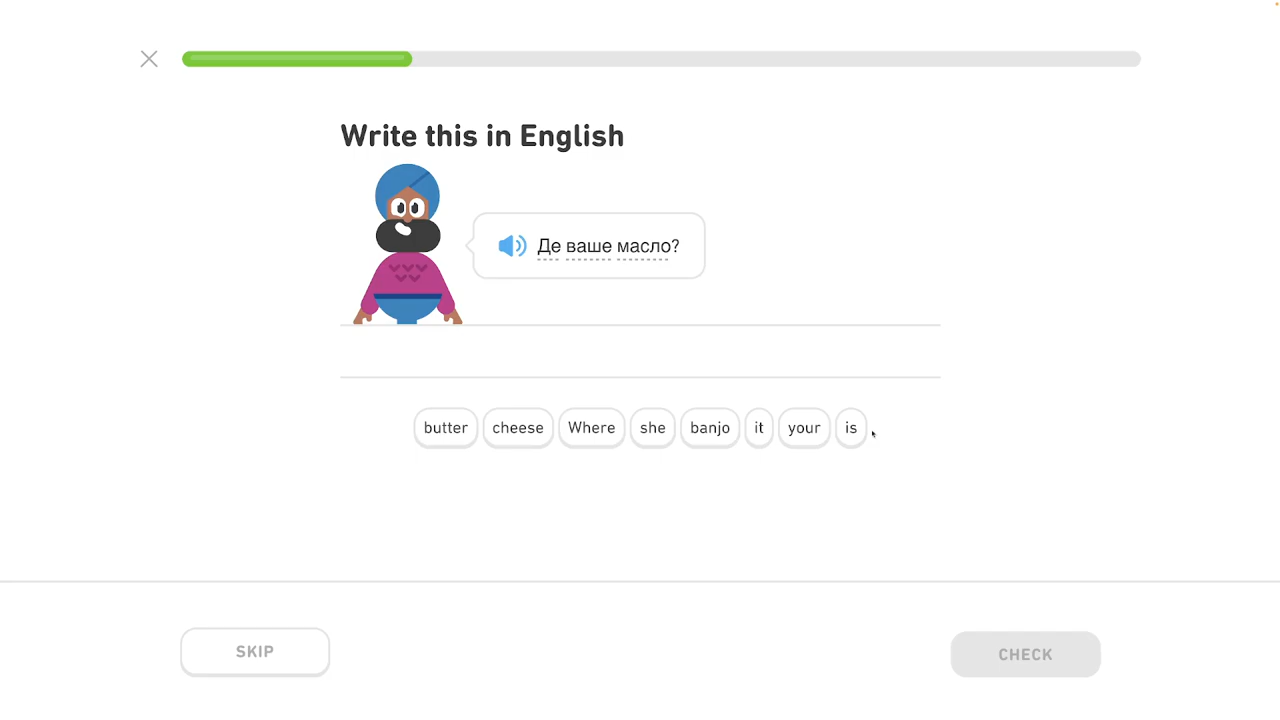 Write this in English
Де ваше масло?
butter cheese Where she banjo it your is
SKIP
CHECK